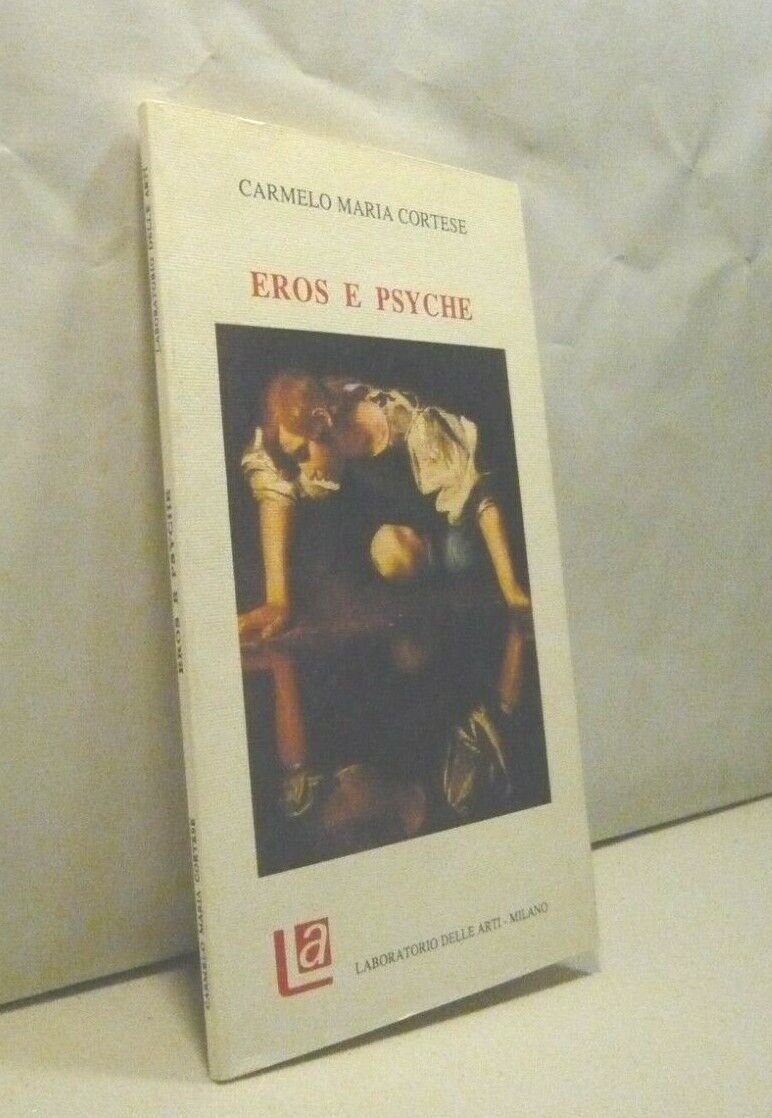 CARMELO MARIA CORTESE
EROS E PSYCHE
La
LABORATORIO DELLE ARTI - MILANO
LABORATORIO DELLE ARTI
EROS E PSYCHE
CARMELO MARIA CORTESE